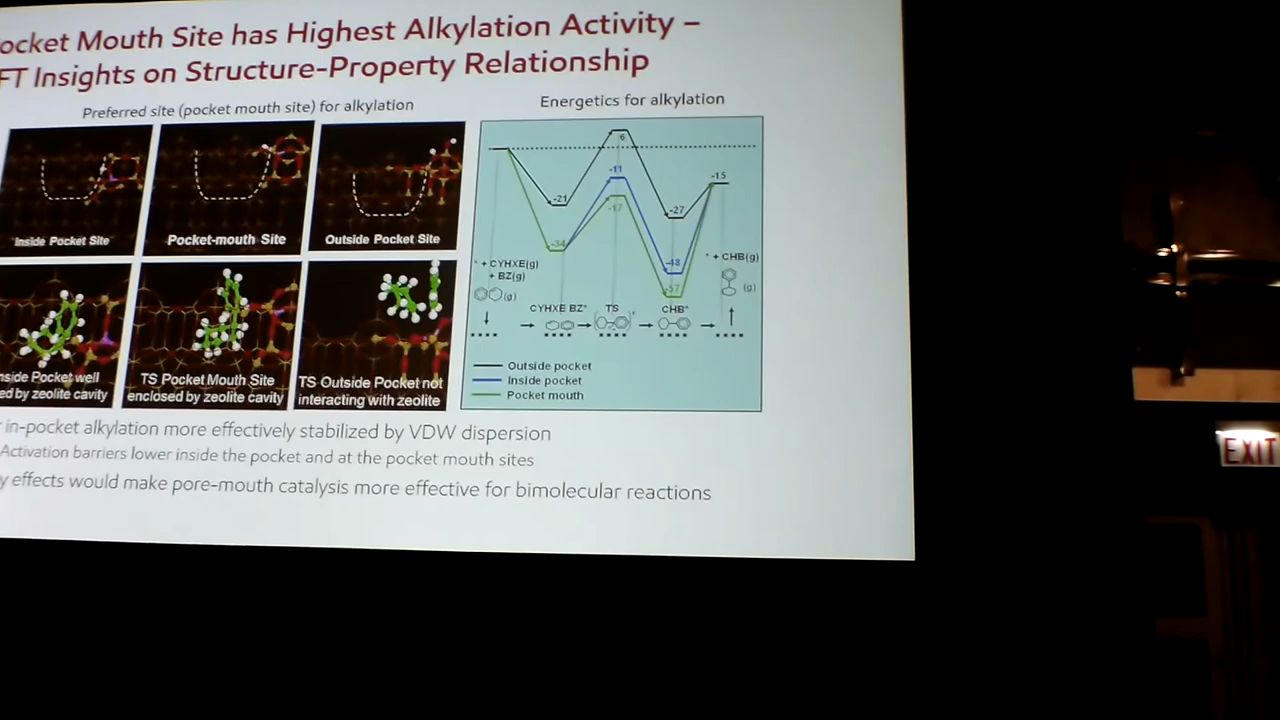 ocket Mouth Site has Highest Alkylation Activity –
FT Insights on Structure-Property Relationship
Preferred site (pocket mouth site) for alkylation
Energetics for alkylation
Inside Pocket Site
Pocket-mouth Site
Outside Pocket Site
nside Pocket well
ed by zeolite cavity
TS Pocket Mouth Site
enclosed by zeolite cavity
TS Outside Pocket not
interacting with zeolite
6
-11
-17
-15
-21
-27
-34
-48
-57
* + CYHXE(g)
+ BZ(g)
(g)
* + CHB(g)
(g)
CYHXE BZ*
TS
CHB*
Outside pocket
Inside pocket
Pocket mouth
r in-pocket alkylation more effectively stabilized by VDW dispersion
Activation barriers lower inside the pocket and at the pocket mouth sites
y effects would make pore-mouth catalysis more effective for bimolecular reactions
EXIT